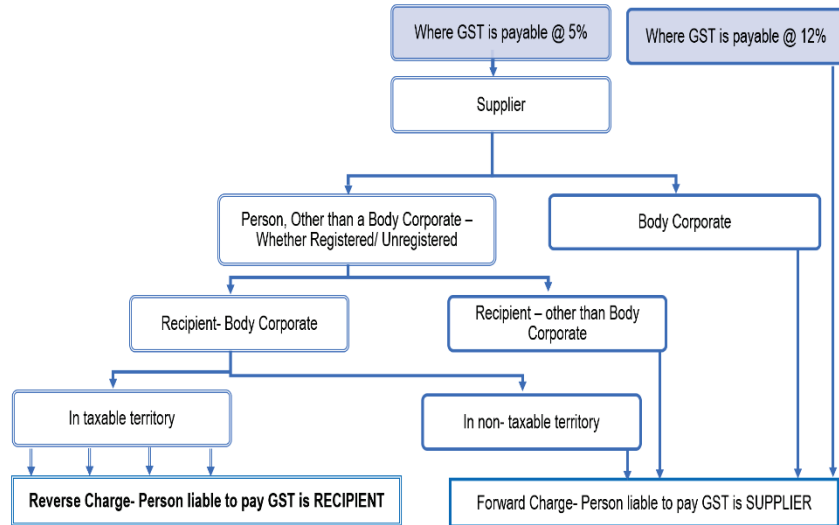 Where GST is payable @ 5%
Where GST is payable @ 12%
Supplier
Person, Other than a Body Corporate –
Whether Registered/ Unregistered
Body Corporate
Recipient- Body Corporate
Recipient – other than Body
Corporate
In taxable territory
In non- taxable territory
Reverse Charge- Person liable to pay GST is RECIPIENT
Forward Charge- Person liable to pay GST is SUPPLIER